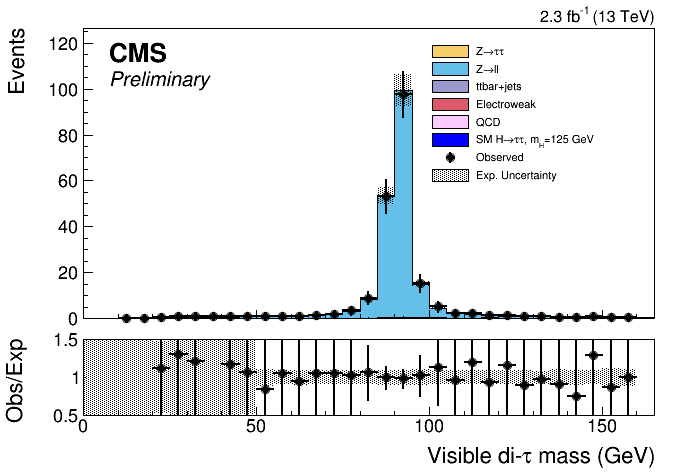 2.3 fb⁻¹ (13 TeV)
Events
120
100
80
60
40
20
0
CMS
Preliminary
Z→ττ
Z→ll
ttbar+jets
Electroweak
QCD
SM H→ττ, m_H=125 GeV
Observed
Exp. Uncertainty
Obs/Exp
1.5
1
0.5
0 50 100 150
Visible di-τ mass (GeV)